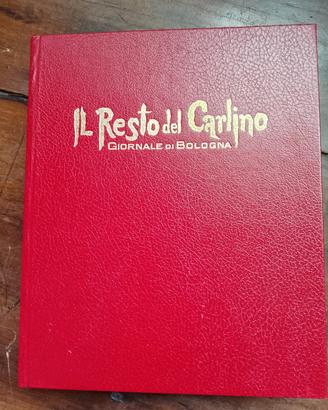 IL Resto del Carlino
GIORNALE DI BOLOGNA